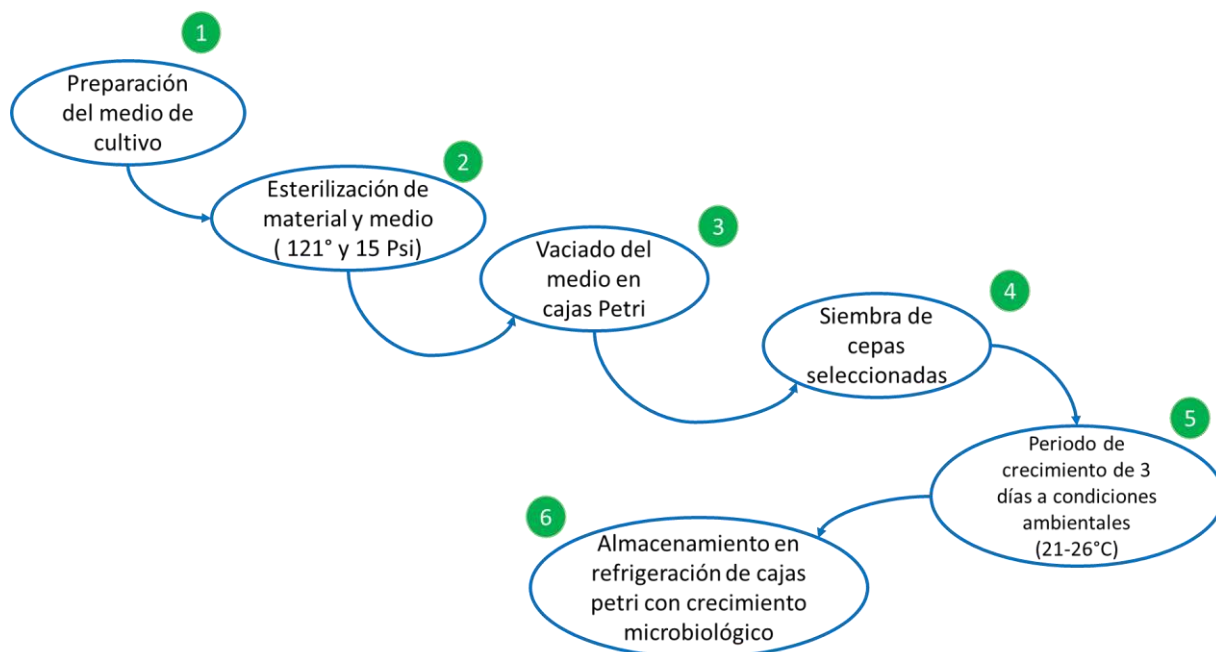 1
Preparación
del medio de
cultivo
2
Esterilización de
material y medio
( 121° y 15 Psi)
3
Vaciado del
medio en
cajas Petri
4
Siembra de
cepas
seleccionadas
5
Periodo de
crecimiento de 3
días a condiciones
ambientales
(21-26°C)
6
Almacenamiento en
refrigeración de cajas
petri con crecimiento
microbiológico